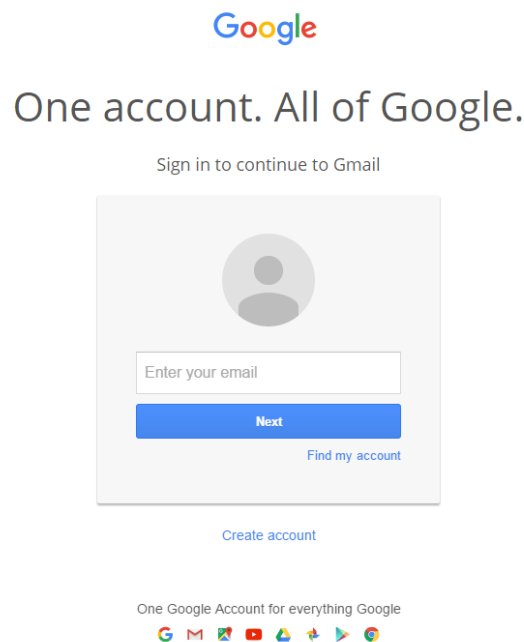 Google
One account. All of Google.
Sign in to continue to Gmail
Enter your email
Next
Find my account
Create account
One Google Account for everything Google